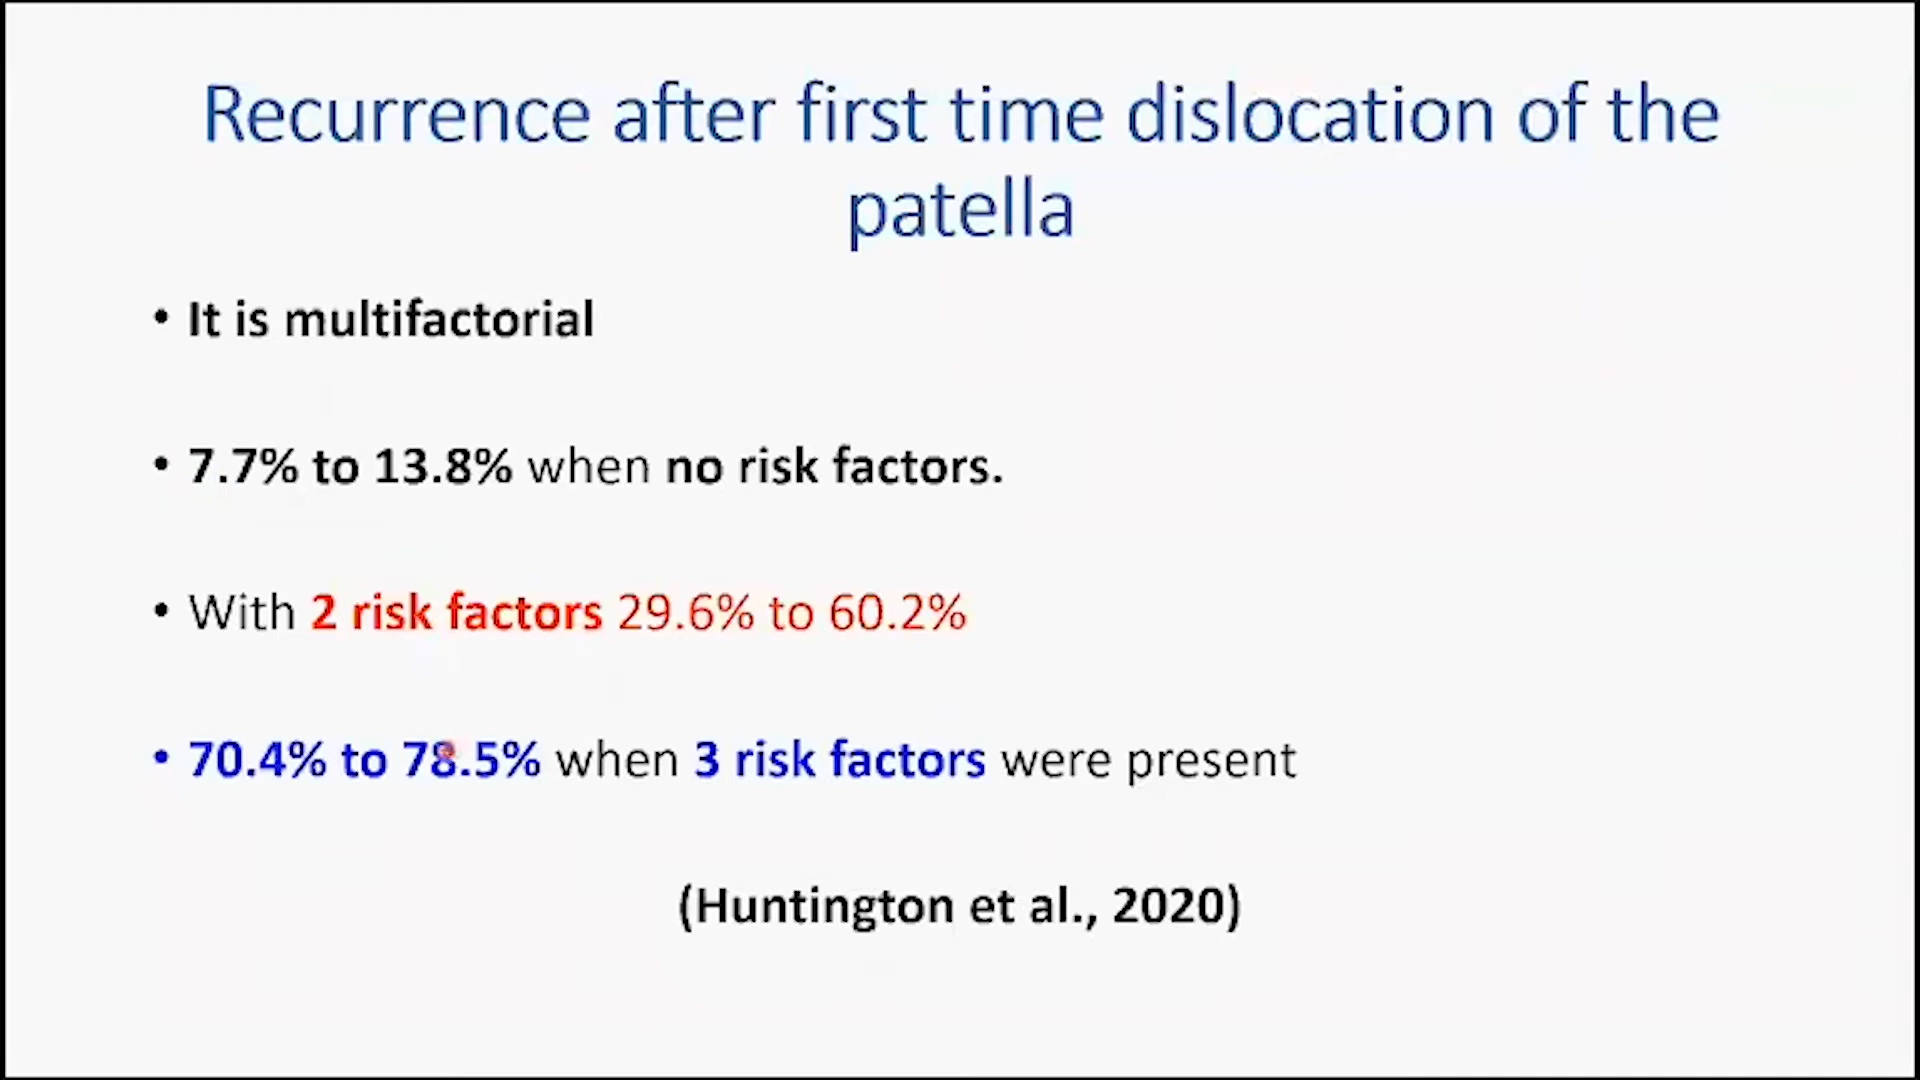 Recurrence after first time dislocation of the
patella
• It is multifactorial
• 7.7% to 13.8% when no risk factors.
• With 2 risk factors 29.6% to 60.2%
• 70.4% to 78.5% when 3 risk factors were present
(Huntington et al., 2020)